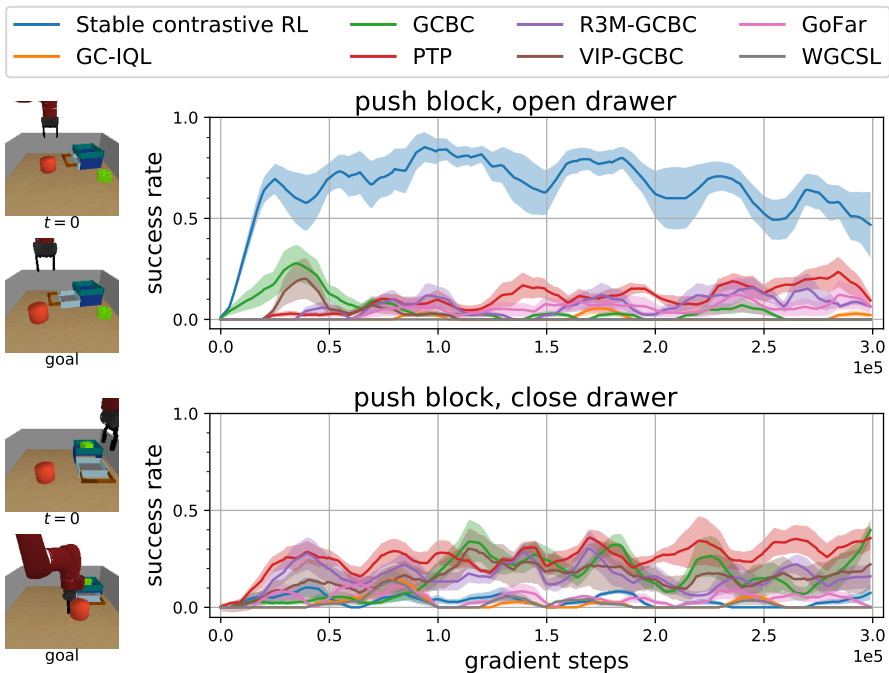 Stable contrastive RL GCBC R3M-GCBC GoFar
GC-IQL PTP VIP-GCBC WGCSL
push block, open drawer
1.0
0.5
0.0
success rate
t = 0
goal
0.0 0.5 1.0 1.5 2.0 2.5 3.0
1e5
push block, close drawer
1.0
0.5
0.0
success rate
t = 0
goal
0.0 0.5 1.0 1.5 2.0 2.5 3.0
1e5
gradient steps